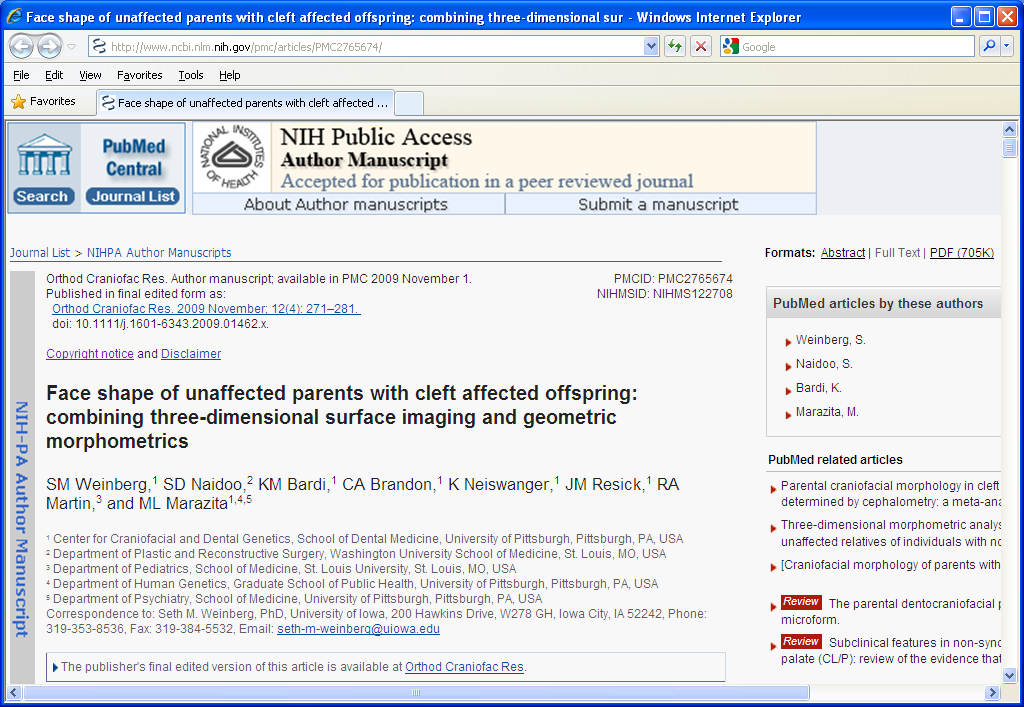 Face shape of unaffected parents with cleft affected offspring: combining three-dimensional sur - Windows Internet Explorer
http://www.ncbi.nlm.nih.gov/pmc/articles/PMC2765674/
Google
File Edit View Favorites Tools Help
Favorites
Face shape of unaffected parents with cleft affected ...
PubMed Central
Search
Journal List
NATIONAL INSTITUTES OF HEALTH
NIH Public Access
Author Manuscript
Accepted for publication in a peer reviewed journal
About Author manuscripts
Submit a manuscript
Journal List > NIHPA Author Manuscripts
Formats: Abstract | Full Text | PDF (705K)
NIH-PA Author Manuscript
Orthod Craniofac Res. Author manuscript; available in PMC 2009 November 1.
Published in final edited form as:
Orthod Craniofac Res. 2009 November; 12(4): 271–281.
doi: 10.1111/j.1601-6343.2009.01462.x.
PMCID: PMC2765674
NIHMSID: NIHMS122708
Copyright notice and Disclaimer
Face shape of unaffected parents with cleft affected offspring:
combining three-dimensional surface imaging and geometric
morphometrics
SM Weinberg,1 SD Naidoo,2 KM Bardi,1 CA Brandon,1 K Neiswanger,1 JM Resick,1 RA
Martin,3 and ML Marazita1,4,5
1 Center for Craniofacial and Dental Genetics, School of Dental Medicine, University of Pittsburgh, Pittsburgh, PA, USA
2 Department of Plastic and Reconstructive Surgery, Washington University School of Medicine, St. Louis, MO, USA
3 Department of Pediatrics, School of Medicine, St. Louis University, St. Louis, MO, USA
4 Department of Human Genetics, Graduate School of Public Health, University of Pittsburgh, Pittsburgh, PA, USA
5 Department of Psychiatry, School of Medicine, University of Pittsburgh, Pittsburgh, PA, USA
Correspondence to: Seth M. Weinberg, PhD, University of Iowa, 200 Hawkins Drive, W278 GH, Iowa City, IA 52242, Phone:
319-353-8536, Fax: 319-384-5532, Email: seth-m-weinberg@uiowa.edu
The publisher's final edited version of this article is available at Orthod Craniofac Res.
PubMed articles by these authors
Weinberg, S.
Naidoo, S.
Bardi, K.
Marazita, M.
PubMed related articles
Parental craniofacial morphology in cleft
determined by cephalometry: a meta-ana
Three-dimensional morphometric analys
unaffected relatives of individuals with no
[Craniofacial morphology of parents with
Review The parental dentocraniofacial p
microform.
Review Subclinical features in non-sync
palate (CL/P): review of the evidence that